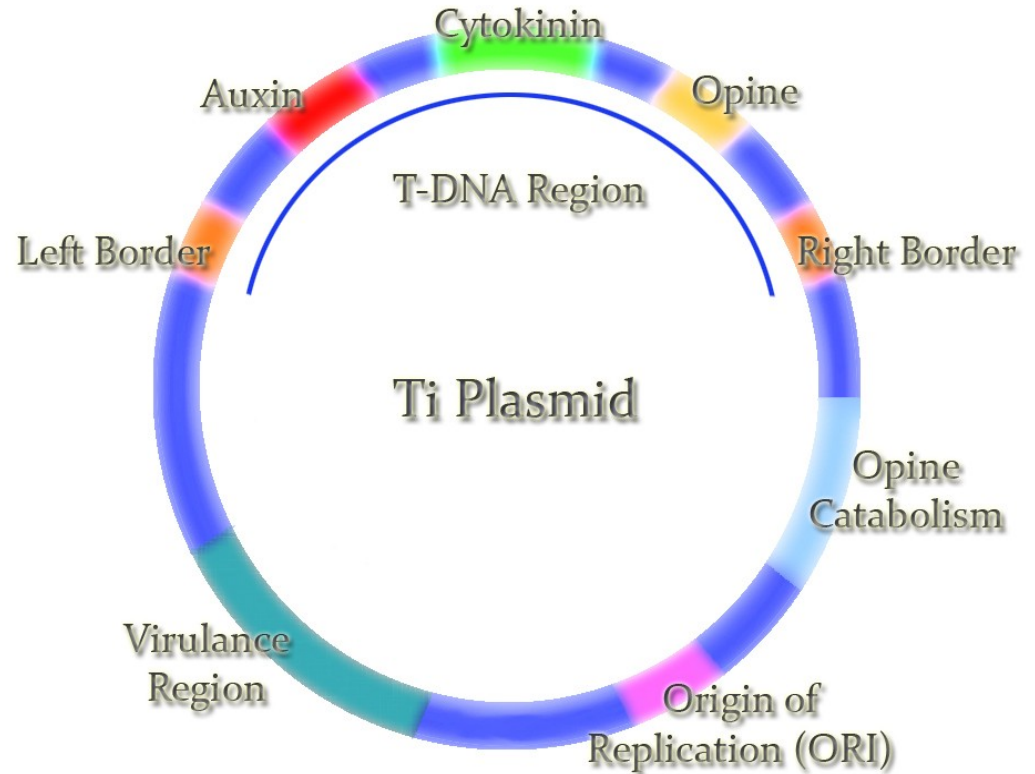 Cytokinin
Auxin
Opine
T-DNA Region
Left Border
Right Border
Ti Plasmid
Opine
Catabolism
Virulance
Region
Origin of
Replication (ORI)